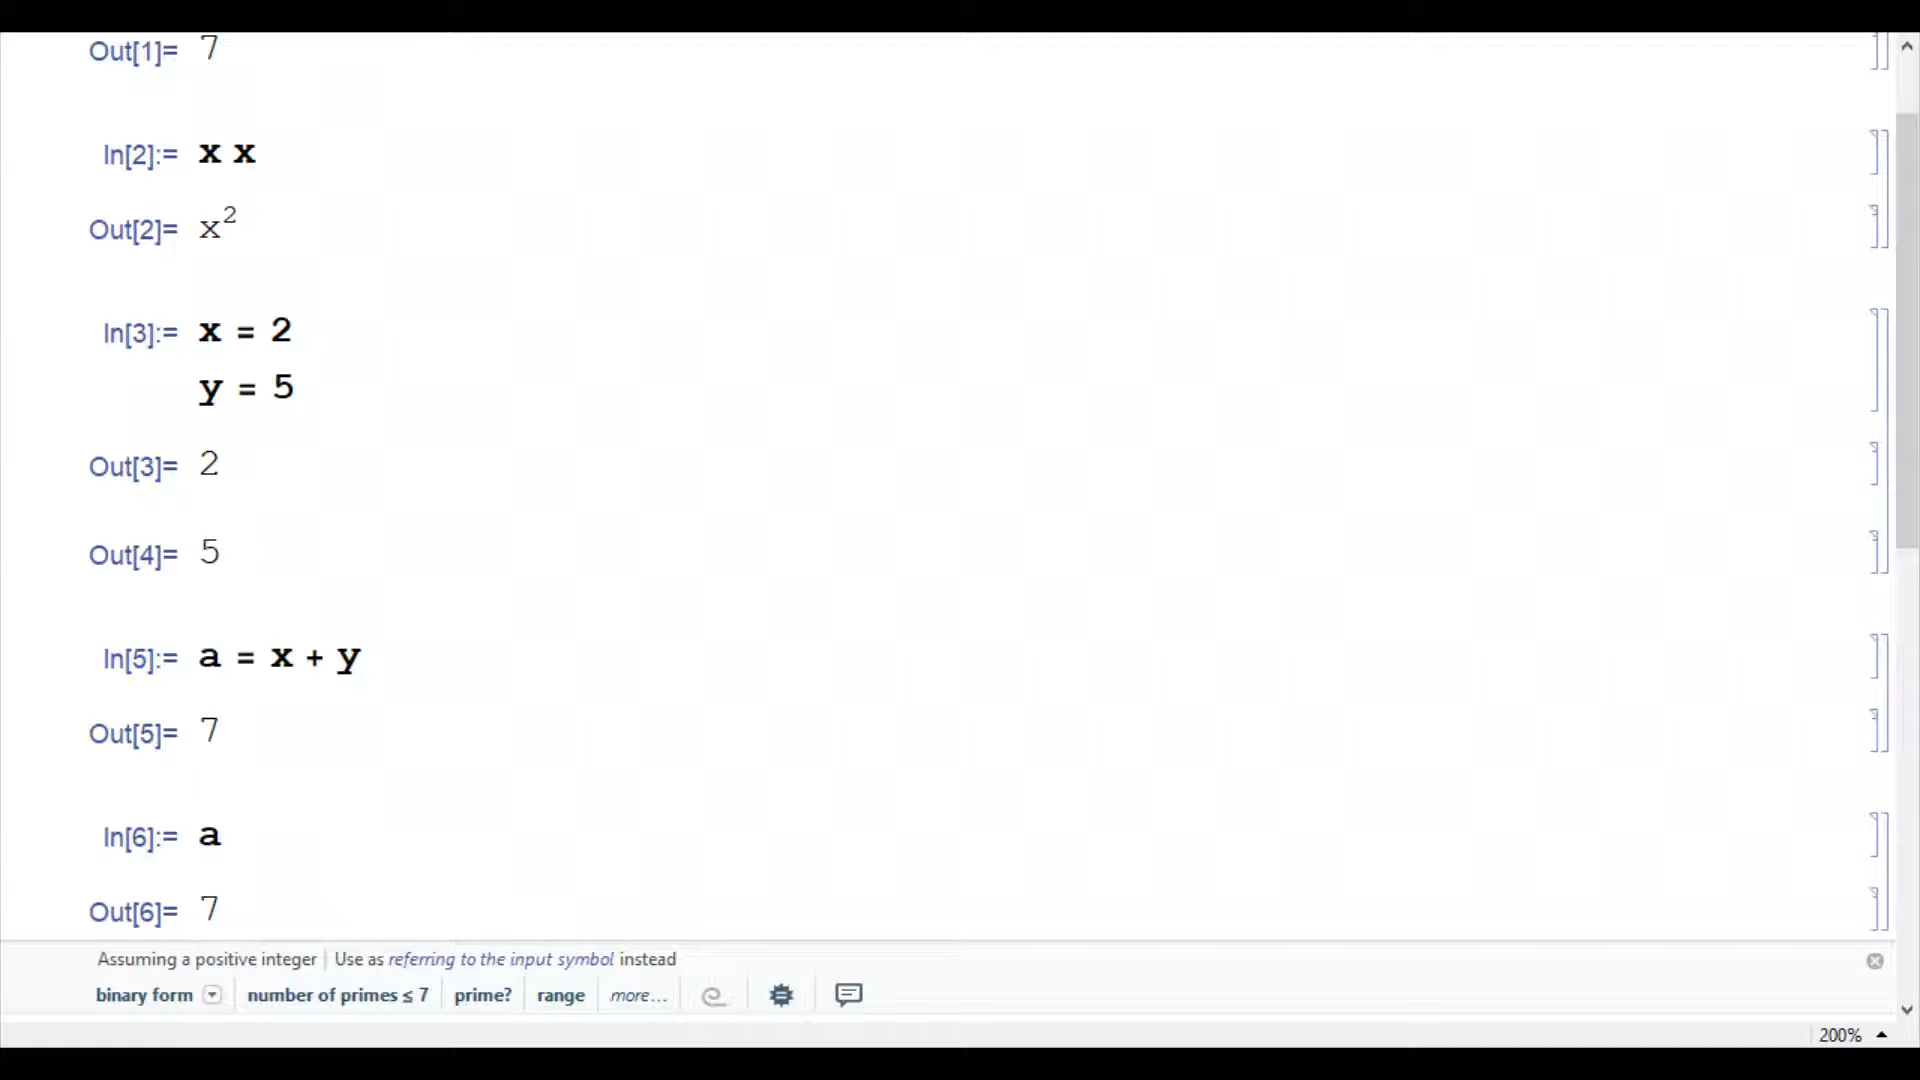 Out[1]= 7
In[2]:= x x
Out[2]= x²
In[3]:= x = 2
y = 5
Out[3]= 2
Out[4]= 5
In[5]:= a = x + y
Out[5]= 7
In[6]:= a
Out[6]= 7
Assuming a positive integer | Use as referring to the input symbol instead
binary form number of primes ≤ 7 prime? range more...
200%